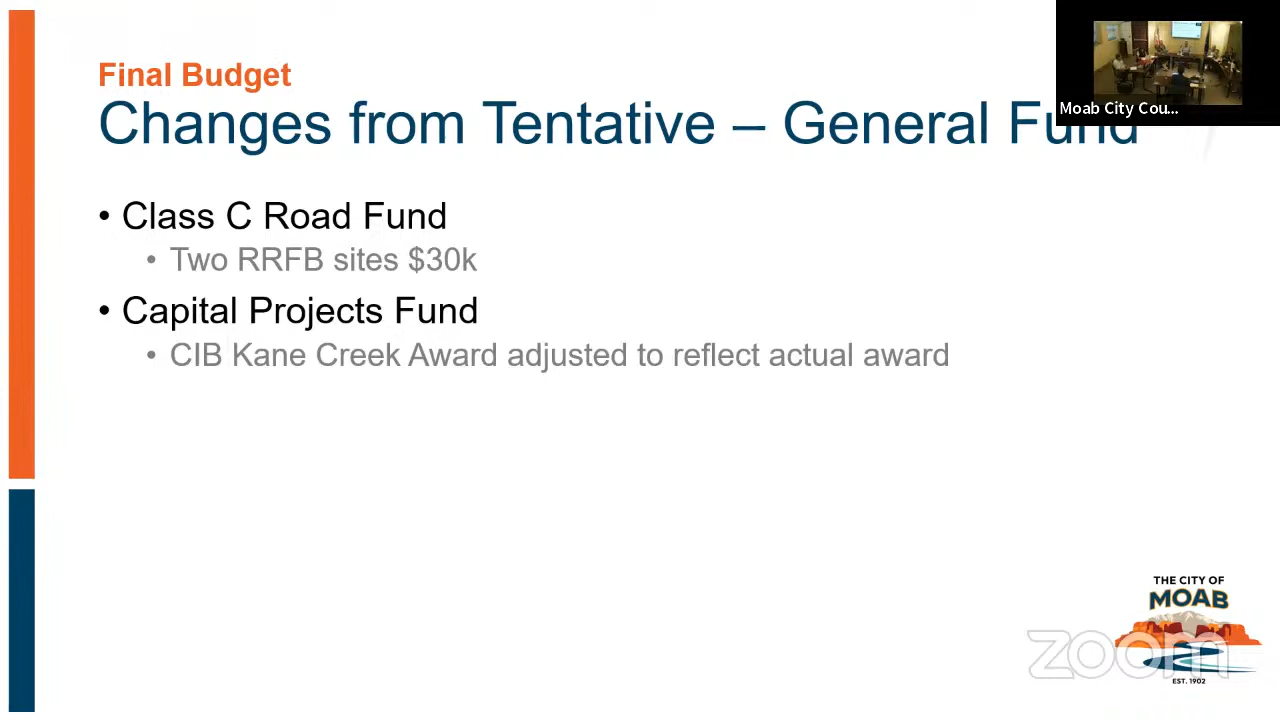 Final Budget
Changes from Tentative – General Fund
Moab City Cou...
• Class C Road Fund
• Two RRFB sites $30k
• Capital Projects Fund
• CIB Kane Creek Award adjusted to reflect actual award
THE CITY OF
MOAB
zoom
EST. 1902